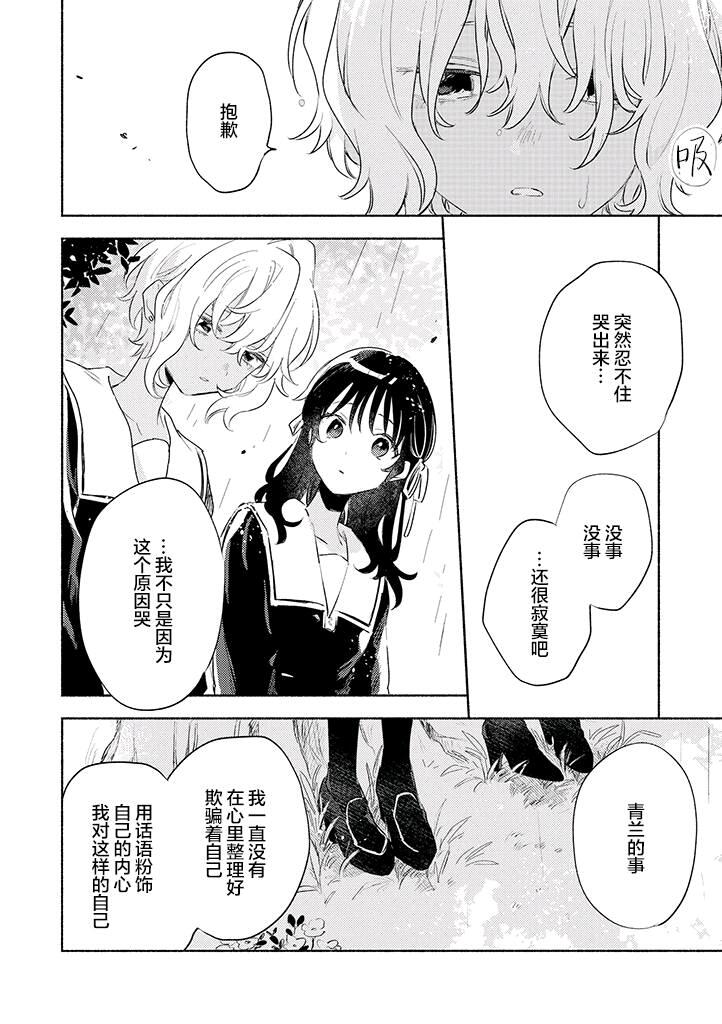 吸
抱歉
突然忍不住
哭出来…
没事
没事
…还很寂寞吧
…我不只是因为
这个原因哭
青兰的事
我一直没有
在心里整理好
欺骗着自己
用话语粉饰
自己的内心
我对这样的自己